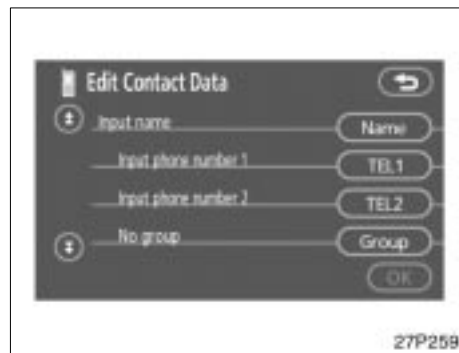 Edit Contact Data
Input name
Name
Input phone number 1
TEL1
Input phone number 2
TEL2
No group
Group
OK
27P259